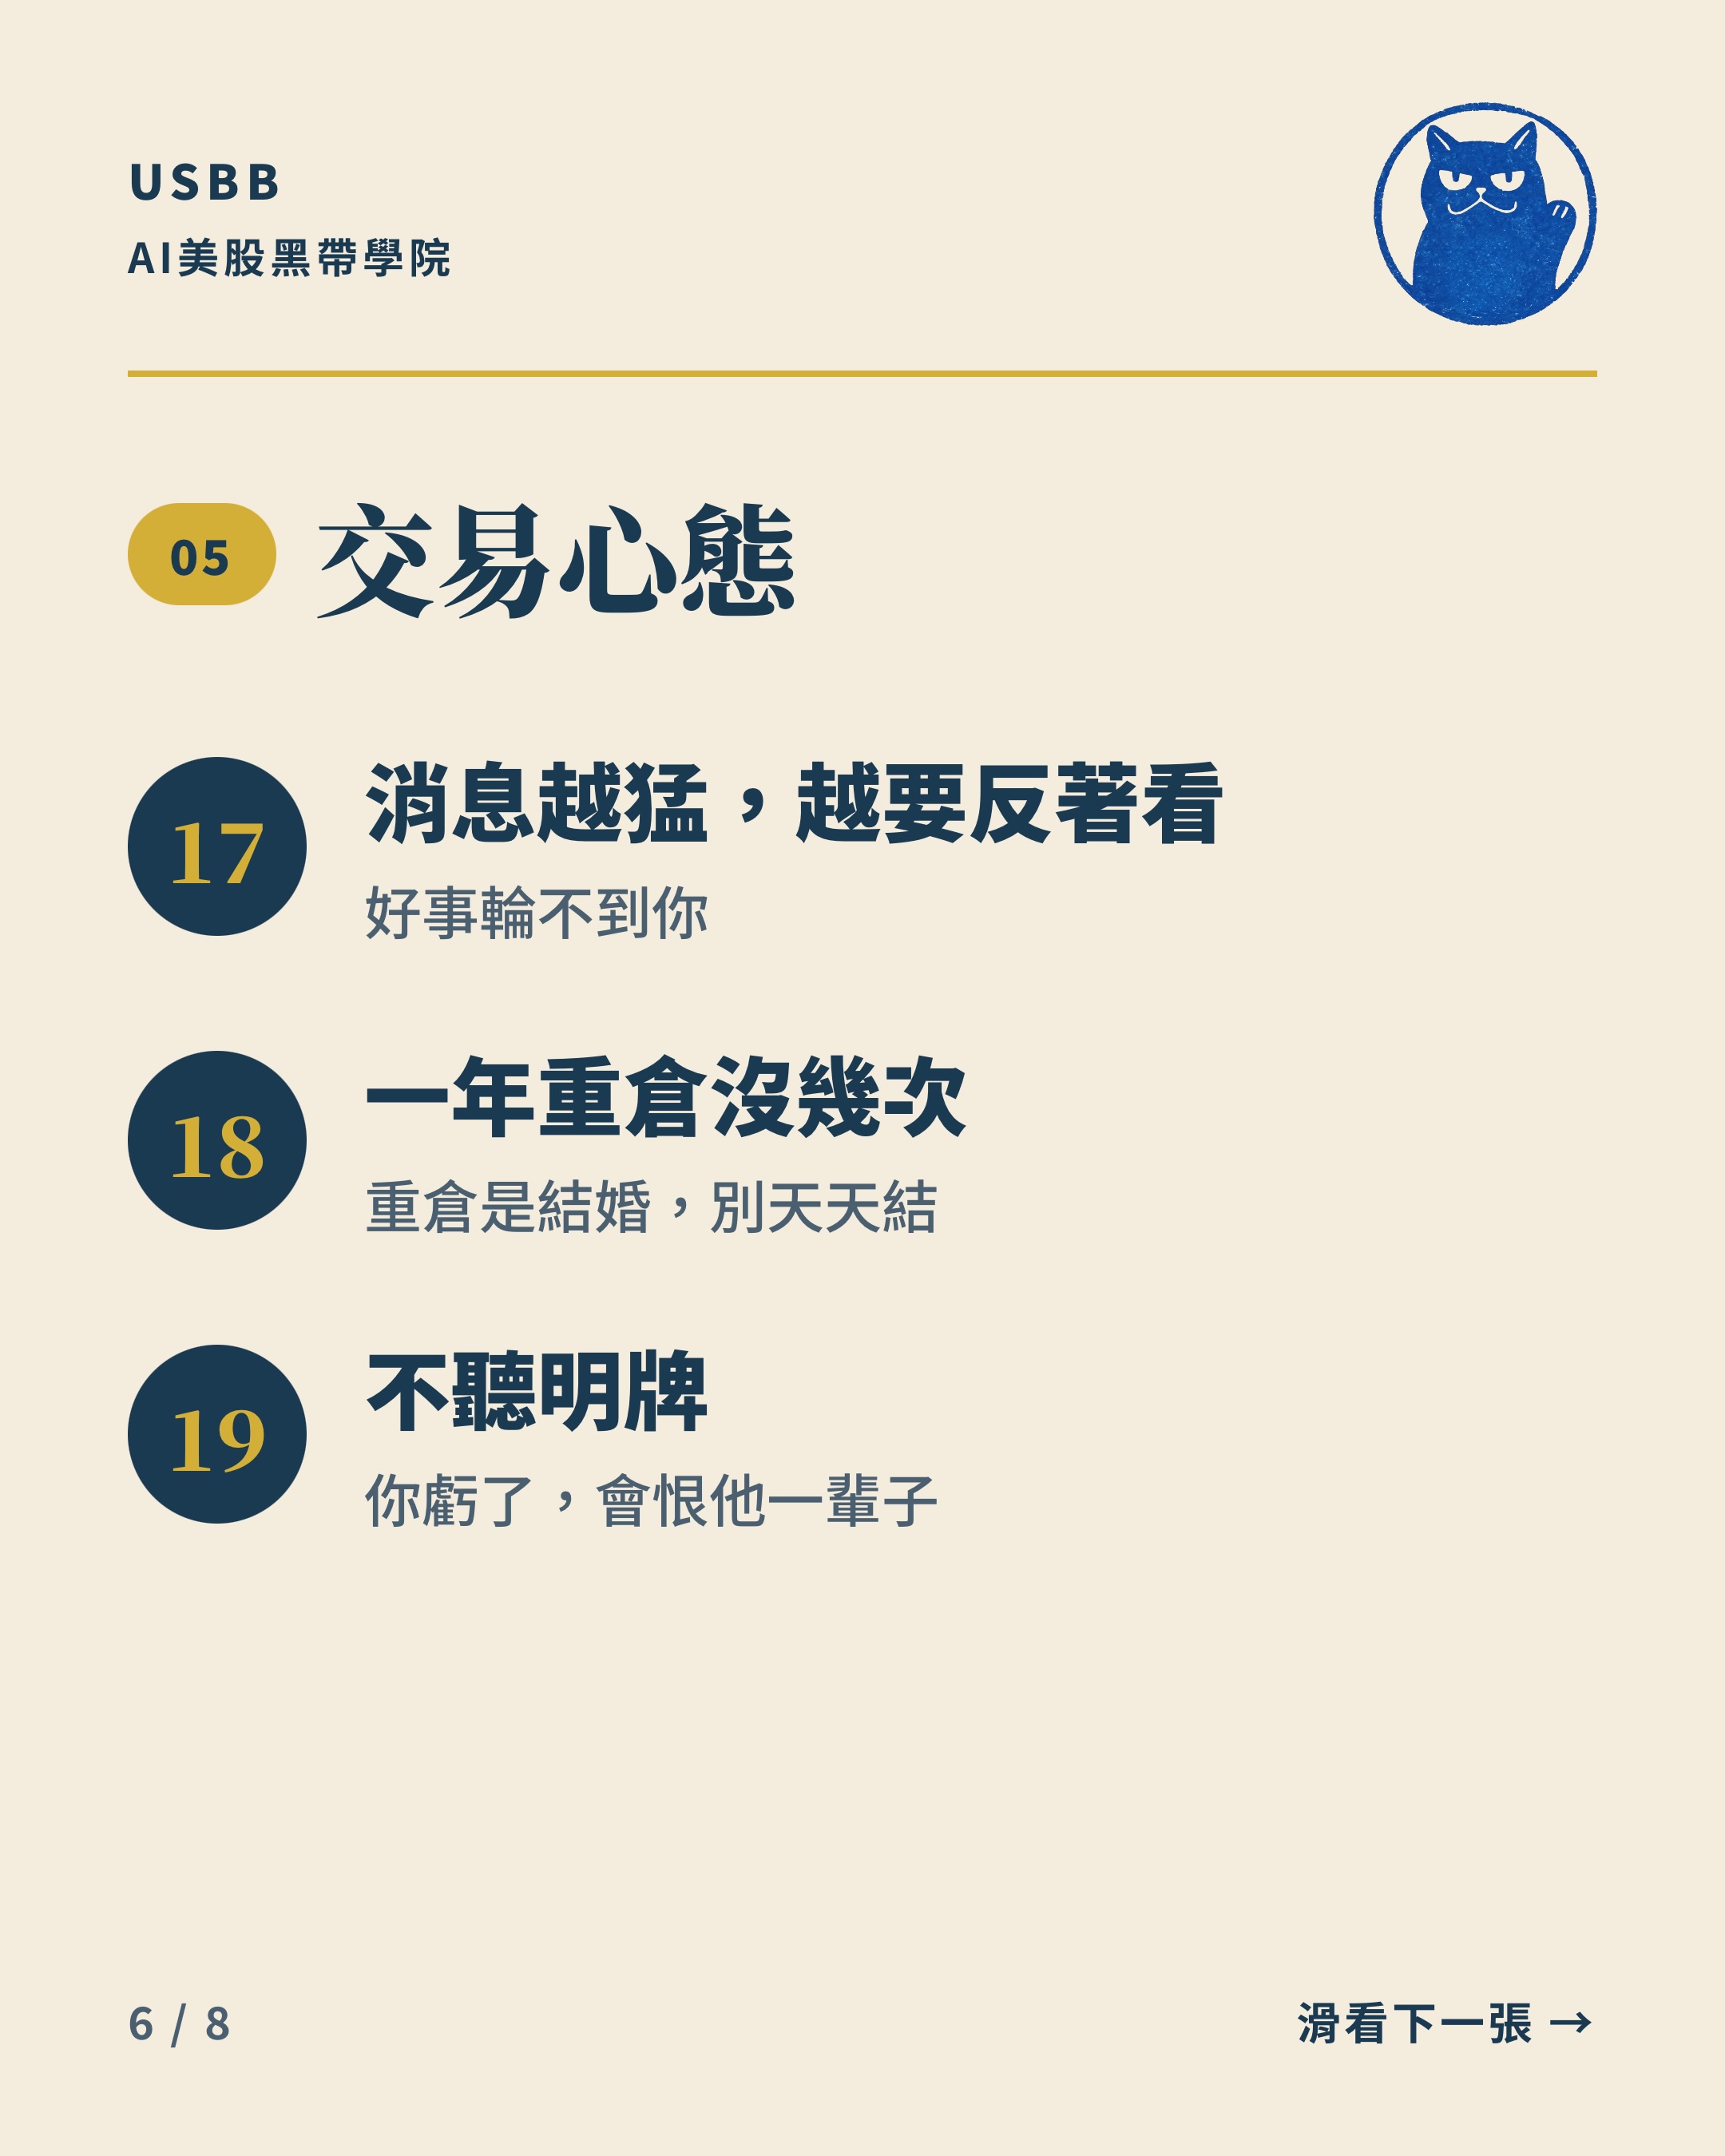 USBB
AI美股黑帶學院
05 交易心態
17 消息越猛，越要反著看
好事輪不到你
18 一年重倉沒幾次
重倉是結婚，別天天結
19 不聽明牌
你虧了，會恨他一輩子
6 / 8 滑看下一張 →